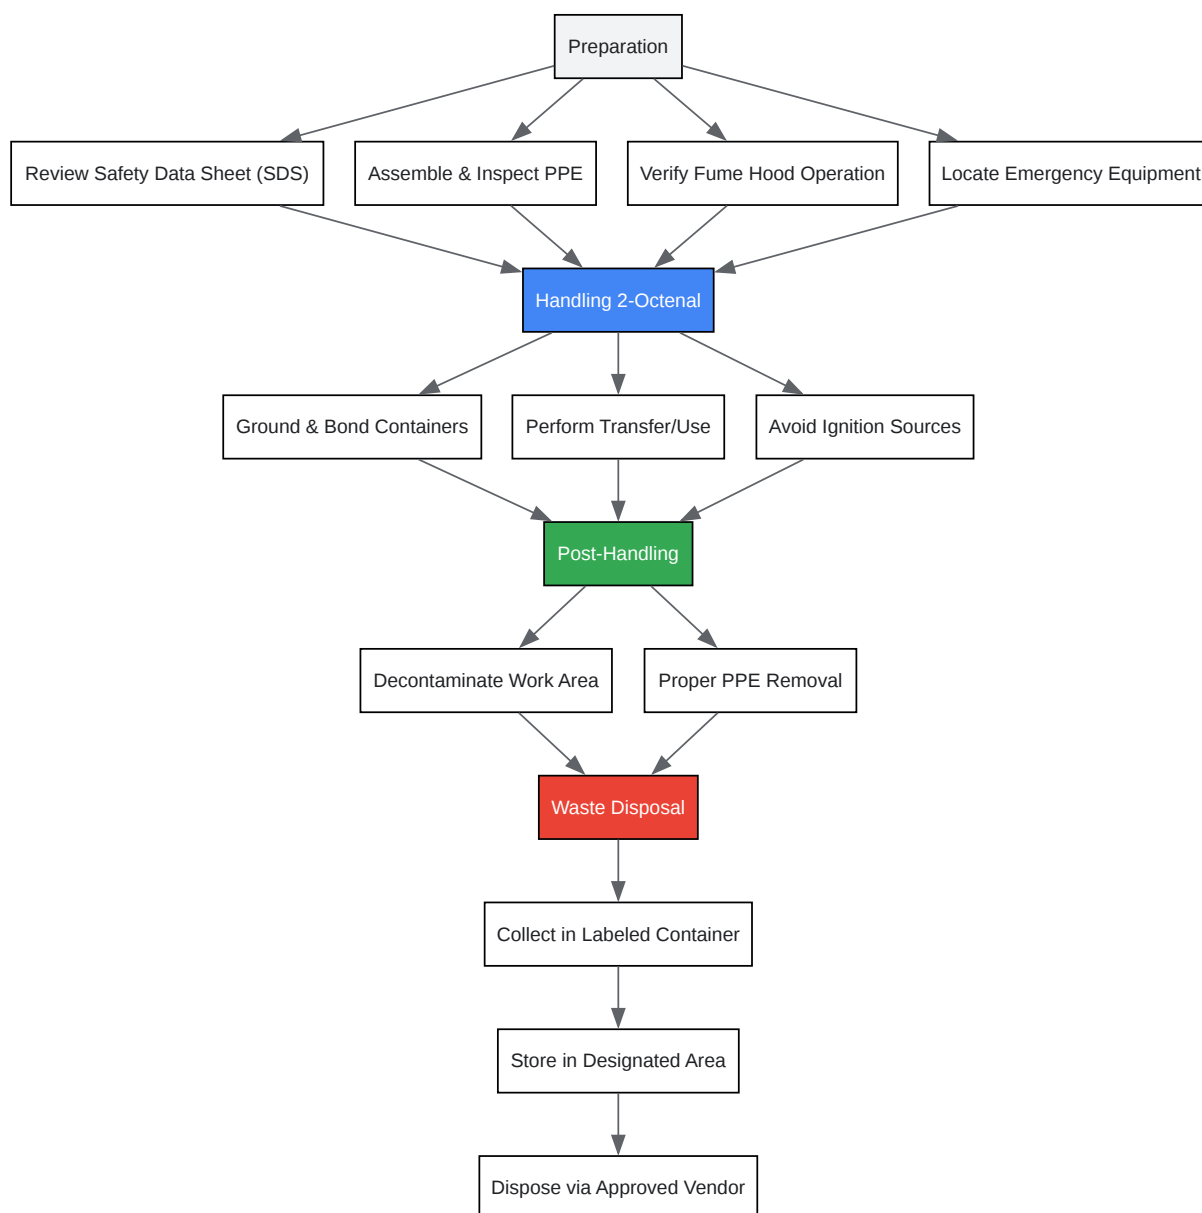 Preparation
Review Safety Data Sheet (SDS)
Assemble & Inspect PPE
Verify Fume Hood Operation
Locate Emergency Equipment
Handling 2-Octenal
Ground & Bond Containers
Perform Transfer/Use
Avoid Ignition Sources
Post-Handling
Decontaminate Work Area
Proper PPE Removal
Waste Disposal
Collect in Labeled Container
Store in Designated Area
Dispose via Approved Vendor